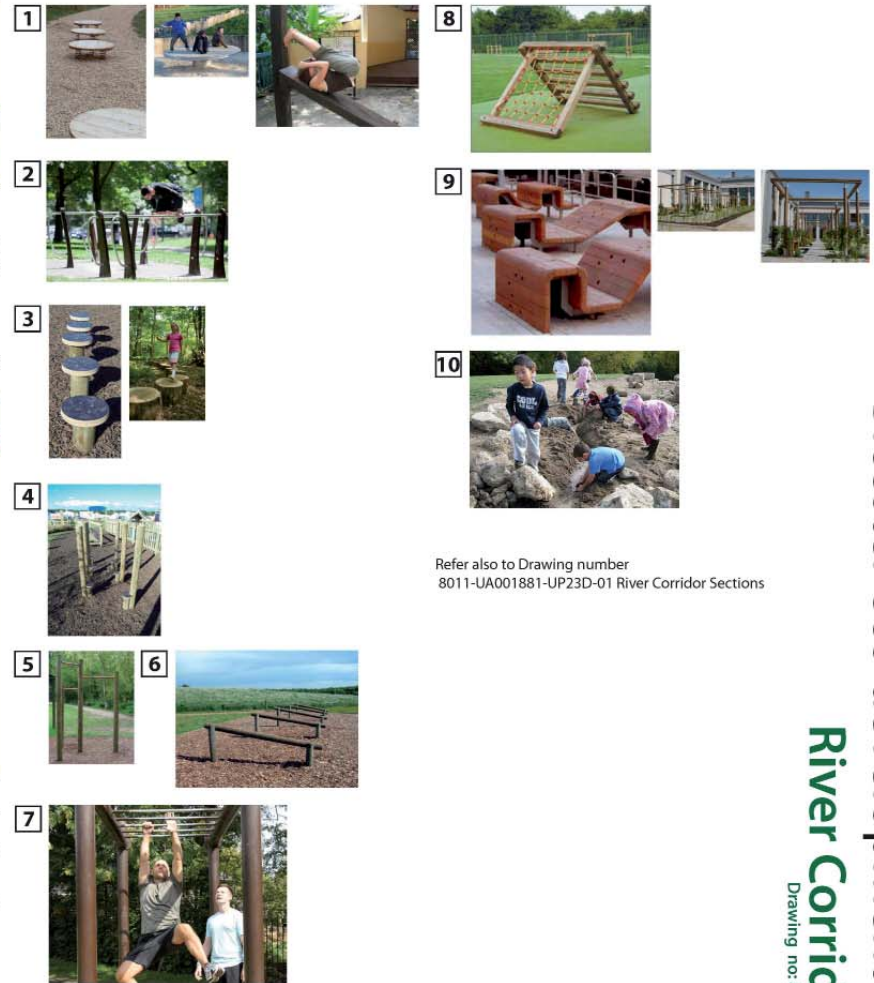 1
2
3
4
5
6
7
8
9
10
Refer also to Drawing number
8011-UA001881-UP23D-01 River Corridor Sections
River Corric
Drawing no: